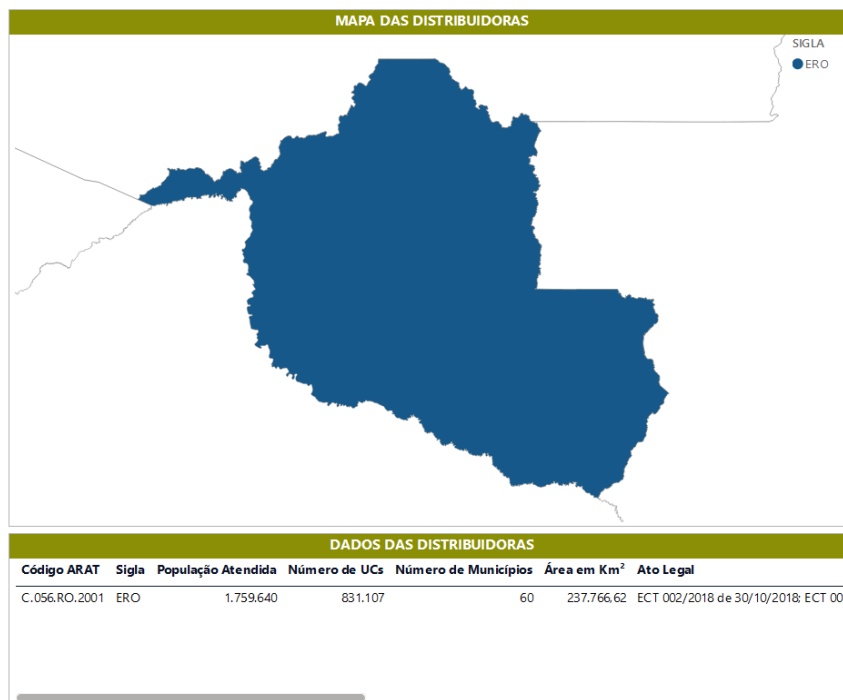 MAPA DAS DISTRIBUIDORAS
SIGLA
ERO
DADOS DAS DISTRIBUIDORAS
Código ARAT Sigla População Atendida Número de UCs Número de Municípios Área em Km² Ato Legal
C.056.RO.2001 ERO 1.759.640 831.107 60 237.766,62 ECT 002/2018 de 30/10/2018; ECT 00